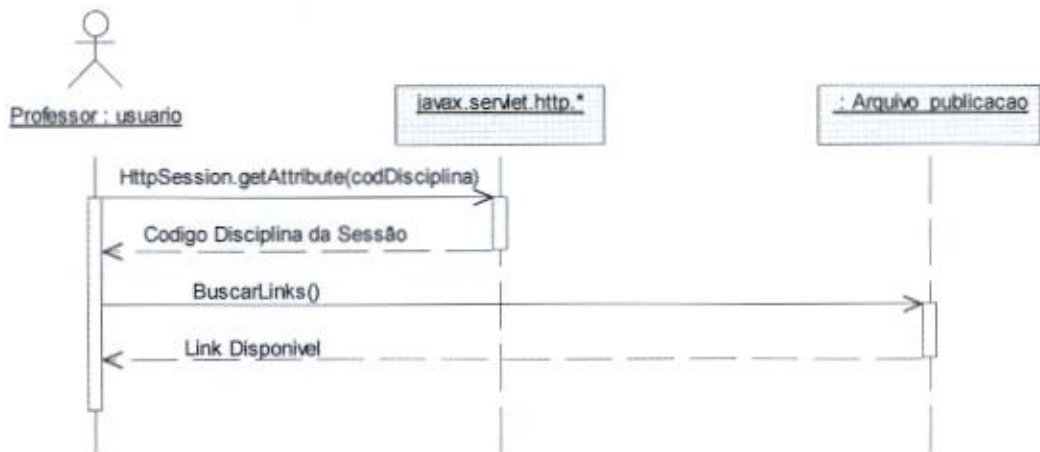 Professor : usuario
javax.servlet.http.*
: Arquivo_publicacao
HttpSession.getAttribute(codDisciplina)
Codigo Disciplina da Sessão
BuscarLinks()
Link Disponivel